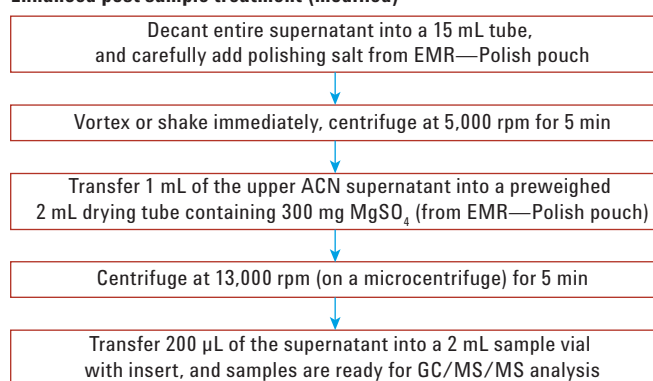 Enhanced post sample treatment (modified)
Decant entire supernatant into a 15 mL tube,
and carefully add polishing salt from EMR—Polish pouch
Vortex or shake immediately, centrifuge at 5,000 rpm for 5 min
Transfer 1 mL of the upper ACN supernatant into a preweighed
2 mL drying tube containing 300 mg MgSO₄ (from EMR—Polish pouch)
Centrifuge at 13,000 rpm (on a microcentrifuge) for 5 min
Transfer 200 µL of the supernatant into a 2 mL sample vial
with insert, and samples are ready for GC/MS/MS analysis